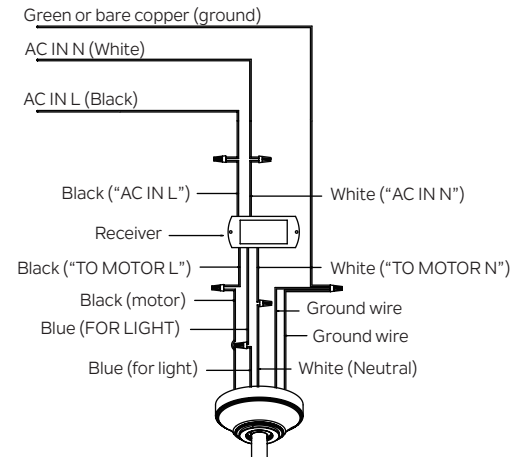 Green or bare copper (ground)
AC IN N (White)
AC IN L (Black)
Black (“AC IN L”)
White (“AC IN N”)
Receiver
Black (“TO MOTOR L”)
White (“TO MOTOR N”)
Black (motor)
Ground wire
Blue (FOR LIGHT)
Ground wire
Blue (for light)
White (Neutral)